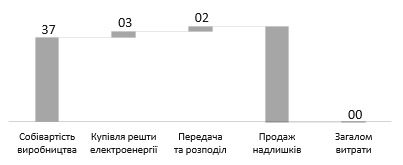 37
03
02
00
Собівартість виробництва
Купівля решти електроенергії
Передача та розподіл
Продаж надлишків
Загалом витрати